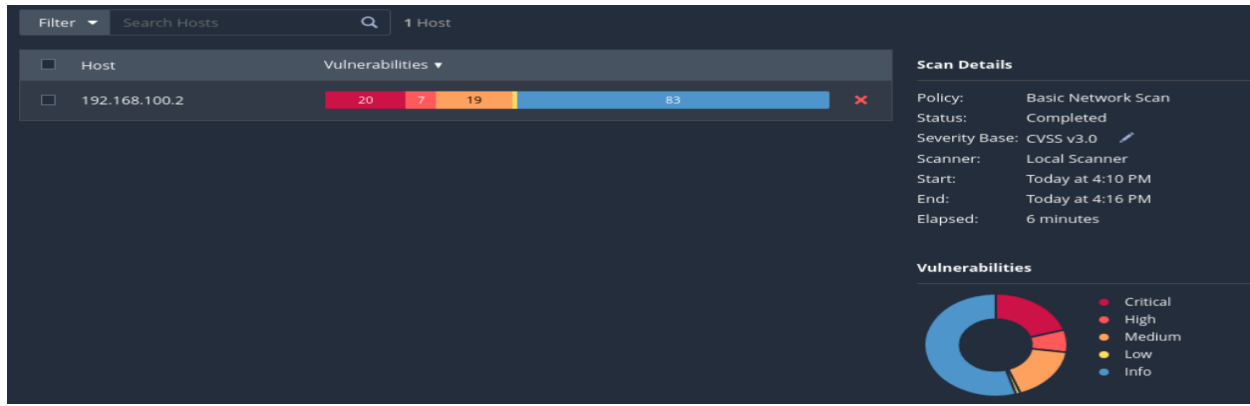 Filter Search Hosts 1 Host
Host Vulnerabilities
192.168.100.2 20 7 19 83
Scan Details
Policy: Basic Network Scan
Status: Completed
Severity Base: CVSS v3.0
Scanner: Local Scanner
Start: Today at 4:10 PM
End: Today at 4:16 PM
Elapsed: 6 minutes
Vulnerabilities
Critical
High
Medium
Low
Info